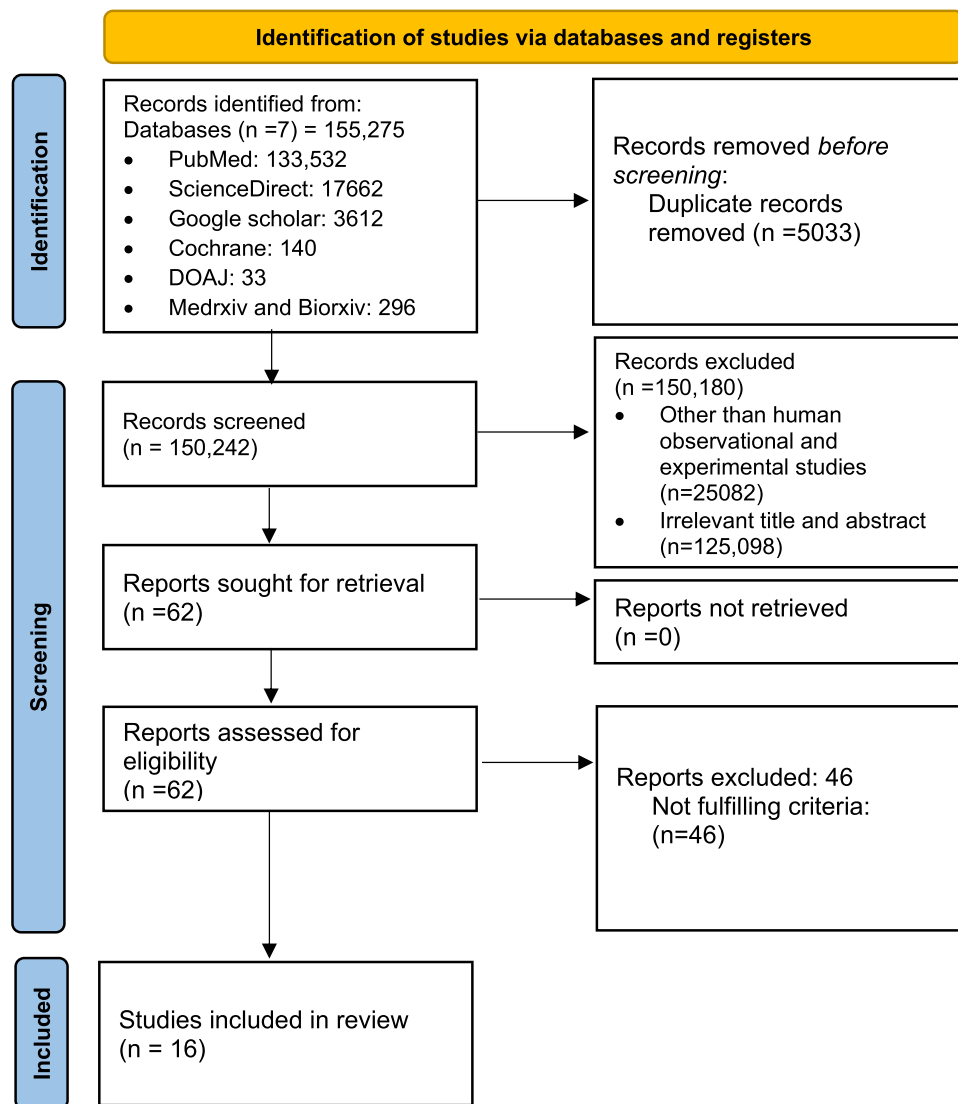 Identification of studies via databases and registers
Identification
Records identified from:
Databases (n =7) = 155,275
• PubMed: 133,532
• ScienceDirect: 17662
• Google scholar: 3612
• Cochrane: 140
• DOAJ: 33
• Medrxiv and Biorxiv: 296
Records removed before
screening:
Duplicate records
removed (n =5033)
Screening
Records screened
(n = 150,242)
Records excluded
(n =150,180)
• Other than human
observational and
experimental studies
(n=25082)
• Irrelevant title and abstract
(n=125,098)
Reports sought for retrieval
(n =62)
Reports not retrieved
(n =0)
Reports assessed for
eligibility
(n =62)
Reports excluded: 46
Not fulfilling criteria:
(n=46)
Included
Studies included in review
(n = 16)